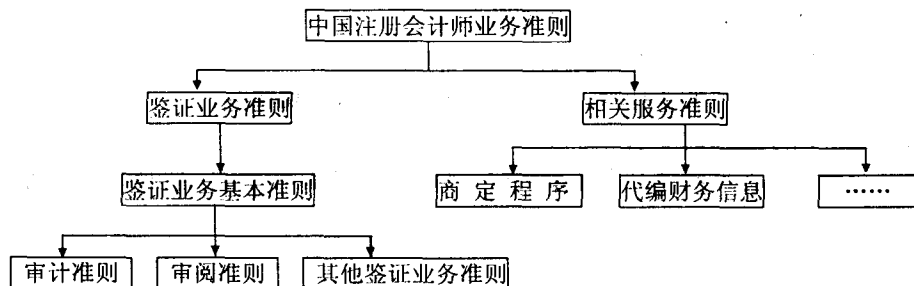 中国注册会计师业务准则
鉴证业务准则
相关服务准则
鉴证业务基本准则
商定程序
代编财务信息
……
审计准则
审阅准则
其他鉴证业务准则